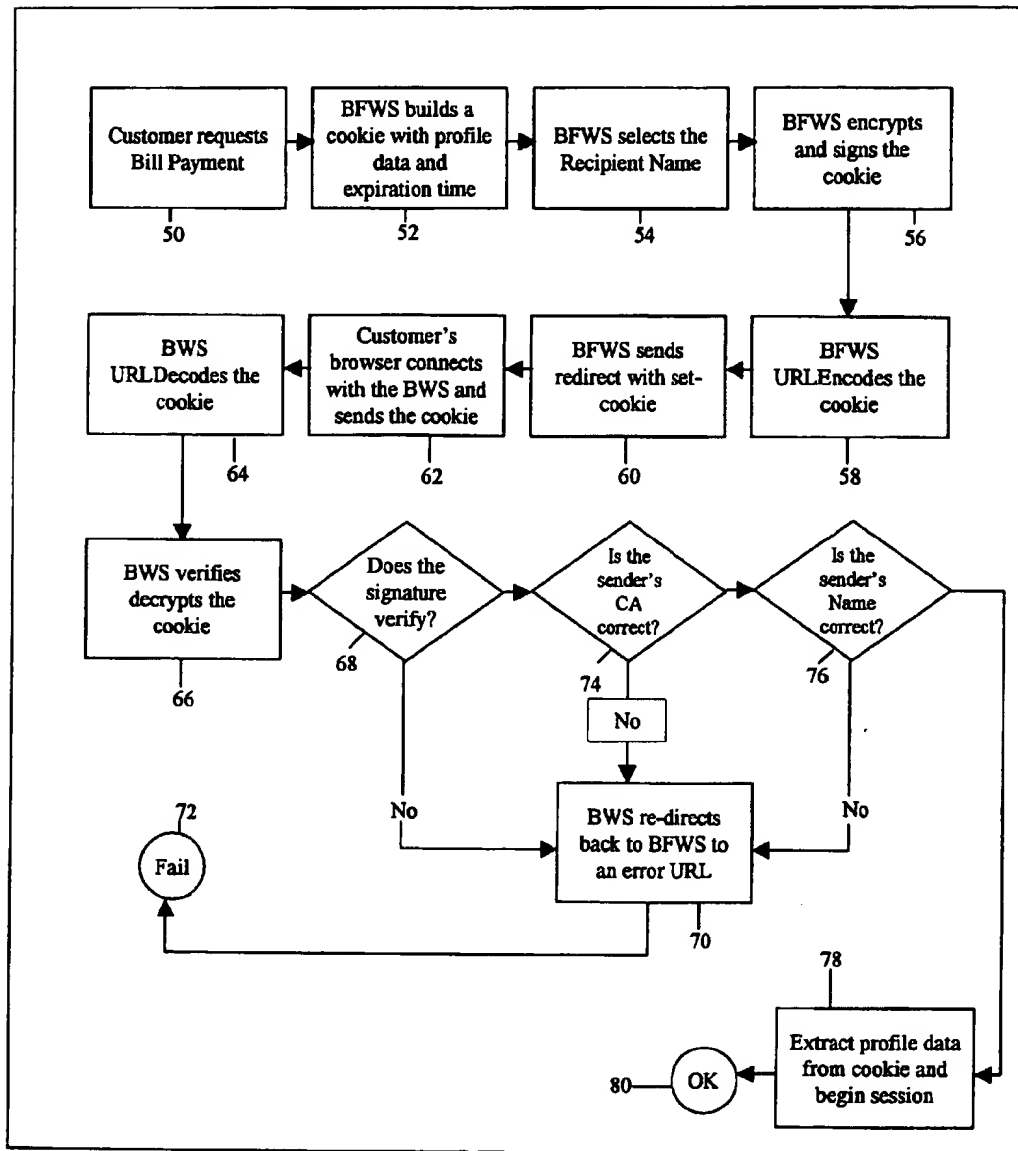 Customer requests
Bill Payment
50
BFWS builds a
cookie with profile
data and
expiration time
52
BFWS selects the
Recipient Name
54
BFWS encrypts
and signs the
cookie
56
BWS
URLDecodes the
cookie
64
Customer's
browser connects
with the BWS and
sends the cookie
62
BFWS sends
redirect with set-
cookie
60
BFWS
URLEncodes the
cookie
58
BWS verifies
decrypts the
cookie
66
Does the
signature
verify?
68
Is the
sender's
CA
correct?
74
Is the
sender's
Name
correct?
76
No
No
No
72
Fail
BWS re-directs
back to BFWS to
an error URL
70
78
Extract profile data
from cookie and
begin session
80
OK